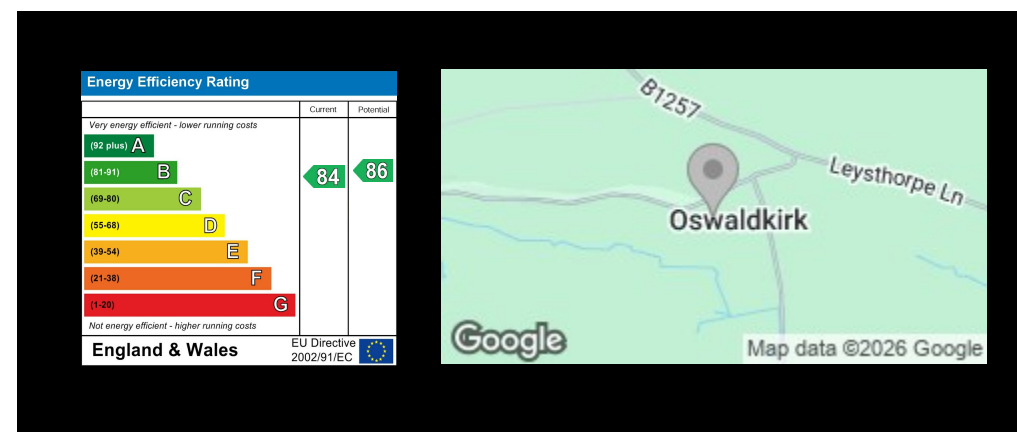 Energy Efficiency Rating
Current Potential
Very energy efficient - lower running costs
(92 plus) A
(81-91) B
84 86
(69-80) C
(55-68) D
(39-54) E
(21-38) F
(1-20) G
Not energy efficient - higher running costs
England & Wales
EU Directive
2002/91/EC
B1257
Leysthorpe Ln
Oswaldkirk
Google
Map data ©2026 Google